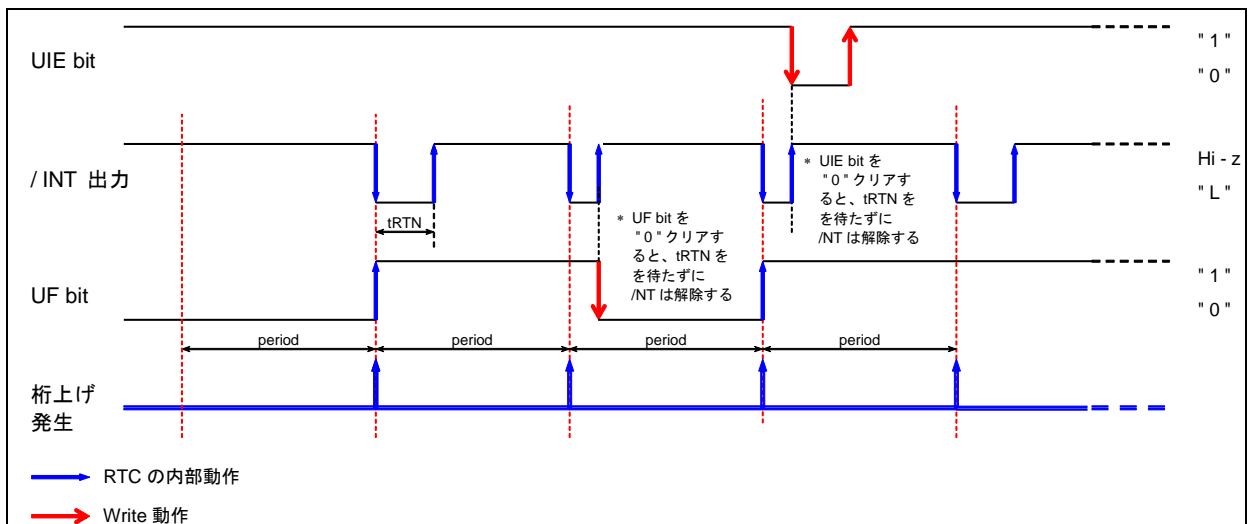 UIE bit
" 1 "
" 0 "
/ INT 出力
Hi - z
" L "
tRTN
* UIE bit を
" 0 " クリアす
ると、tRTN を
を待たずに
/NT は解除する
* UF bit を
" 0 " クリアす
ると、tRTN を
を待たずに
/NT は解除する
UF bit
" 1 "
" 0 "
period
period
period
period
桁上げ
発生
RTC の内部動作
Write 動作